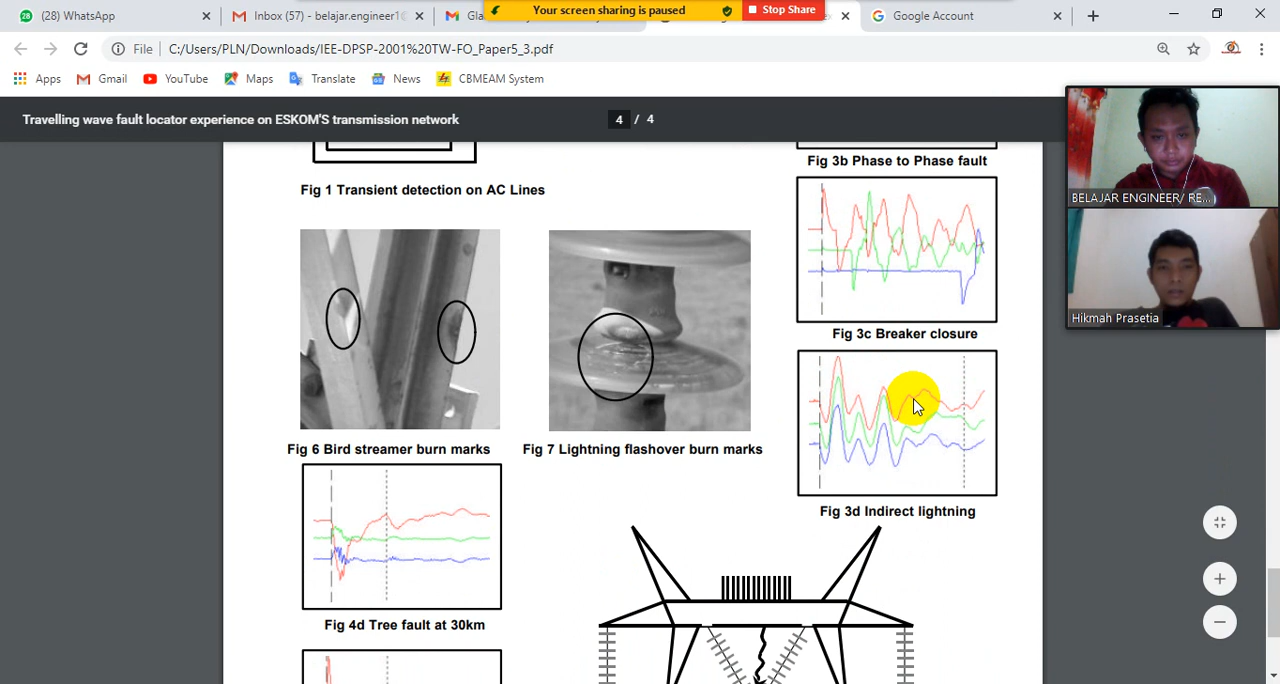 (28) WhatsApp
Inbox (57) - belajar.engineer1@
Gla
Your screen sharing is paused
Stop Share
Google Account
File
C:/Users/PLN/Downloads/IEE-DPSP-2001%20TW-FO_Paper5_3.pdf
Apps
Gmail
YouTube
Maps
Translate
News
CBMEAM System
Travelling wave fault locator experience on ESKOM'S transmission network
4 / 4
BELAJAR ENGINEER/ RE...
Hikmah Prasetia
Fig 3b Phase to Phase fault
Fig 1 Transient detection on AC Lines
Fig 3c Breaker closure
Fig 6 Bird streamer burn marks
Fig 7 Lightning flashover burn marks
Fig 3d Indirect lightning
Fig 4d Tree fault at 30km